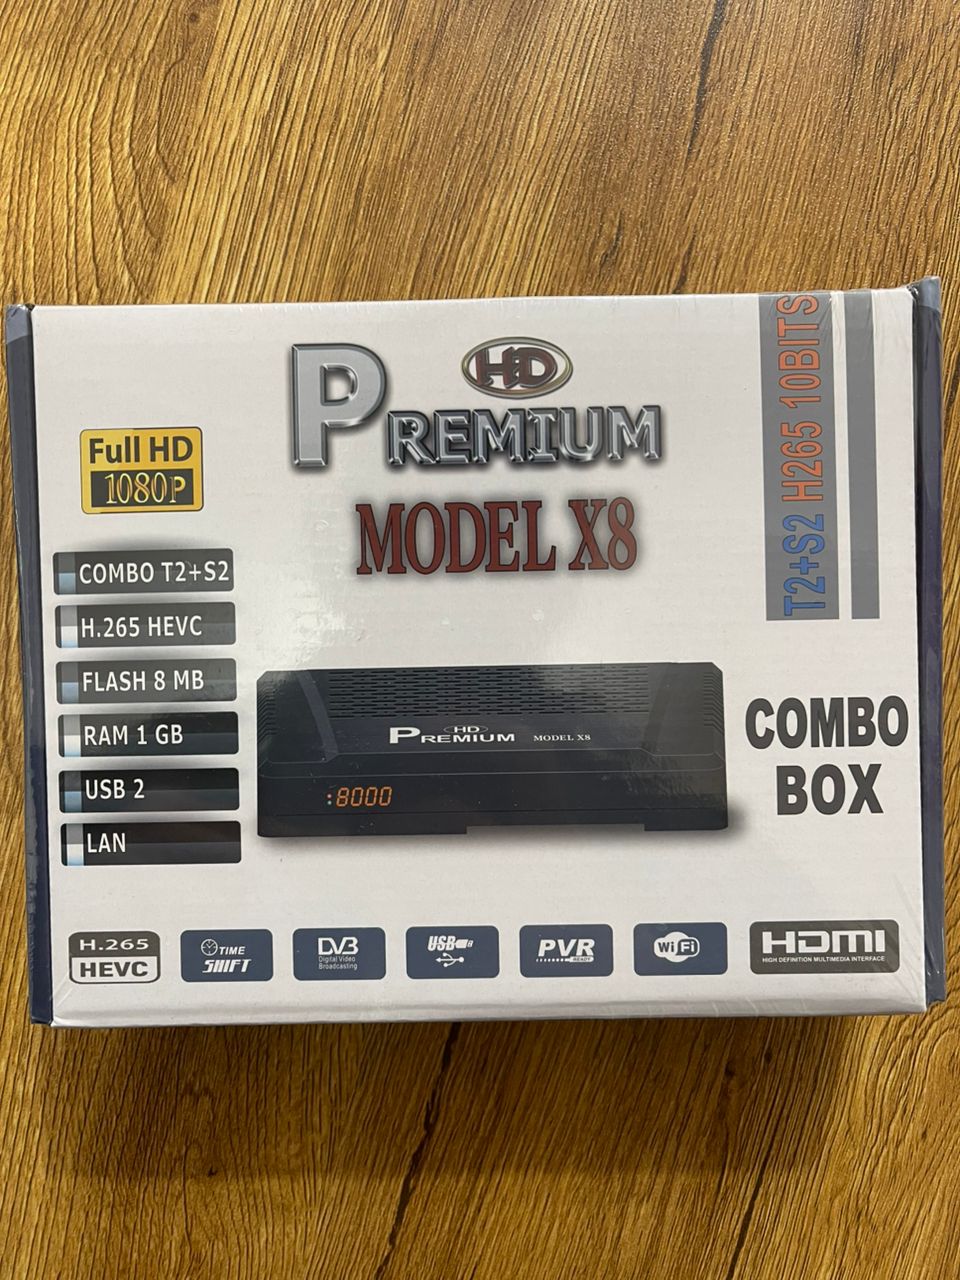 HD
PREMIUM
MODEL X8
Full HD
1080P
COMBO T2+S2
H.265 HEVC
FLASH 8 MB
RAM 1 GB
USB 2
LAN
T2+S2 H265 10BITS
HD
PREMIUM MODEL X8
:8000
COMBO
BOX
H.265
HEVC
TIME
SHIFT
DVB
Digital Video
Broadcasting
USB
PVR
READY
WiFi
HDMI
HIGH DEFINITION MULTIMEDIA INTERFACE